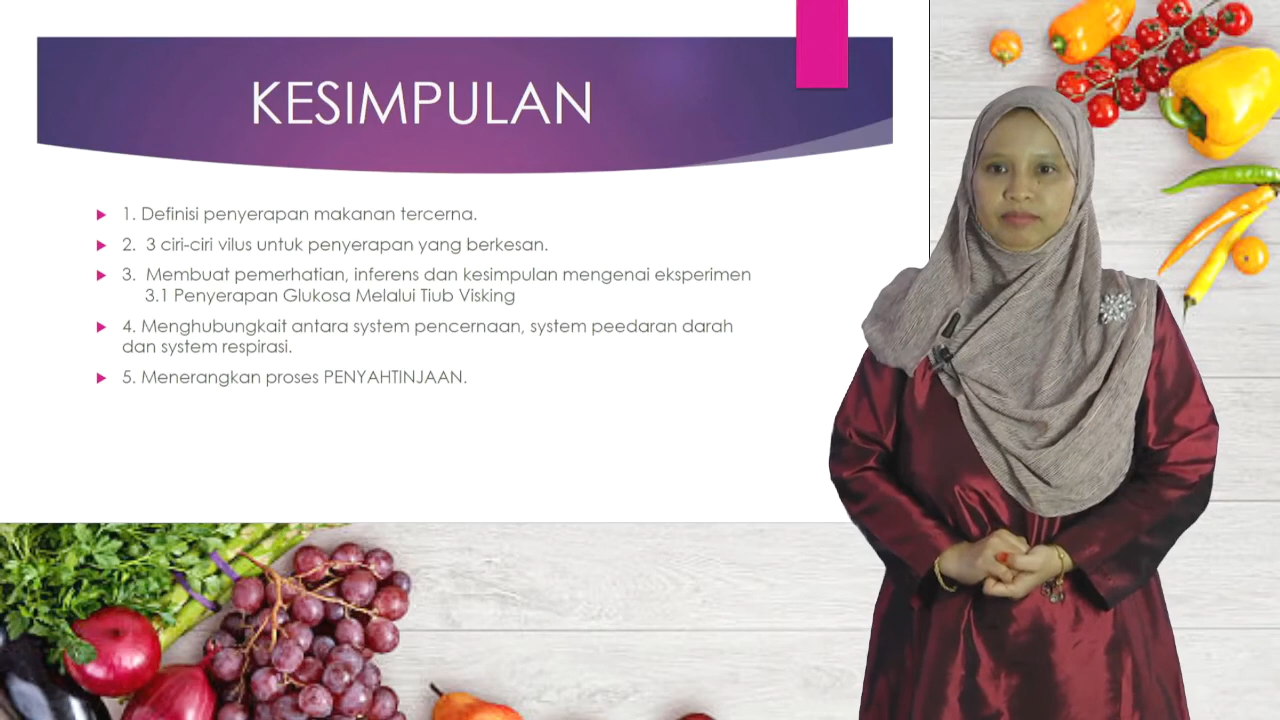 KESIMPULAN
1. Definisi penyerapan makanan tercerna.
2. 3 ciri-ciri vilus untuk penyerapan yang berkesan.
3. Membuat pemerhatian, inferens dan kesimpulan mengenai eksperimen
3.1 Penyerapan Glukosa Melalui Tiub Visking
4. Menghubungkait antara system pencernaan, system peedaran darah
dan system respirasi.
5. Menerangkan proses PENYAHTINJAAN.